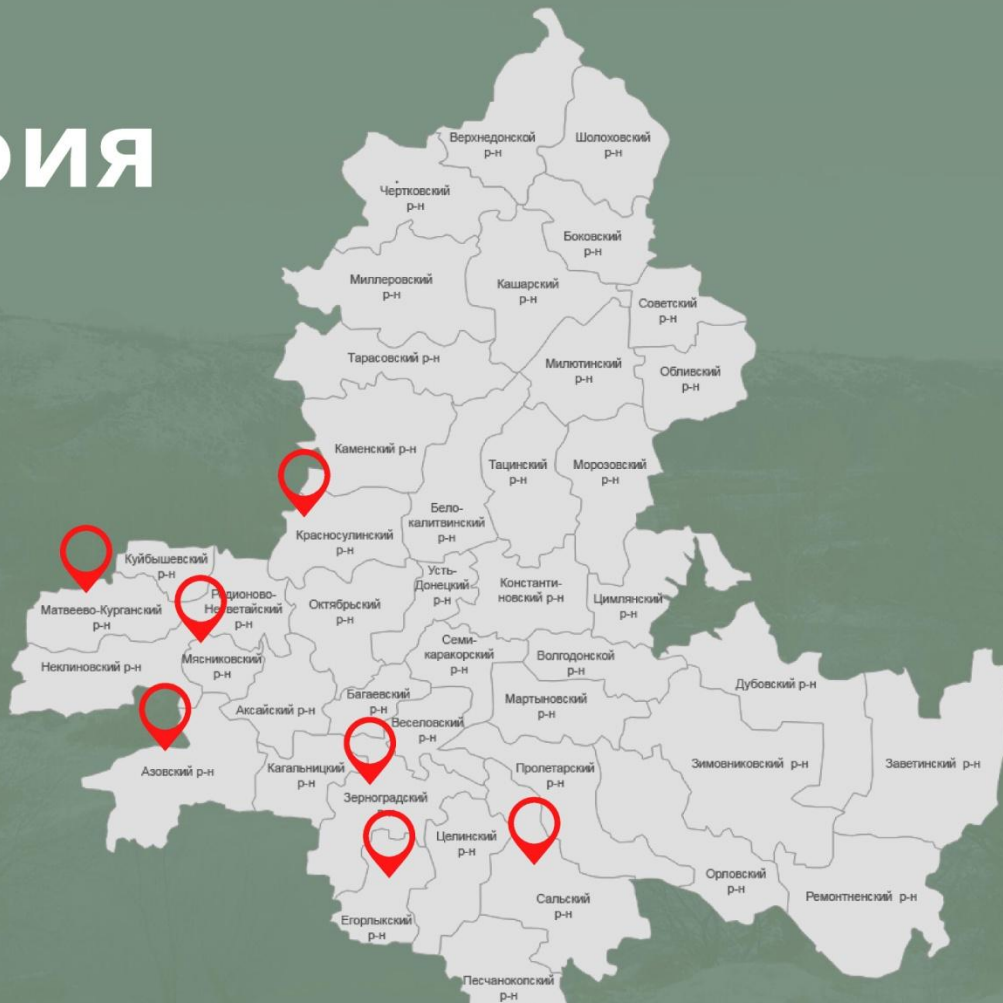 ФИЯ
Верхнедонской
р-н
Шолоховский
р-н
Чертковский
р-н
Боковский
р-н
Миллеровский
р-н
Кашарский
р-н
Советский
р-н
Тарасовский р-н
Милютинский
р-н
Обливский
р-н
Каменский р-н
Тацинский
р-н
Морозовский
р-н
Красносулинский
р-н
Бело-
калитвинский
р-н
Куйбышевский
р-н
Матвеево-Курганский
р-н
Родионово-
Несветайский
р-н
Октябрьский
р-н
Усть-
Донецкий
р-н
Константи-
новский р-н
Цимлянский
р-н
Неклиновский р-н
Мясниковский
р-н
Семи-
каракорский
р-н
Волгодонской
р-н
Дубовский р-н
Аксайский р-н
Багаевский
р-н
Веселовский
р-н
Мартыновский
р-н
Азовский р-н
Кагальницкий
р-н
Зерноградский
Пролетарский
р-н
Зимовниковский р-н
Заветинский р-н
Целинский
р-н
Егорлыкский
р-н
Сальский
р-н
Орловский
р-н
Ремонтненский р-н
Песчанокопский
р-н